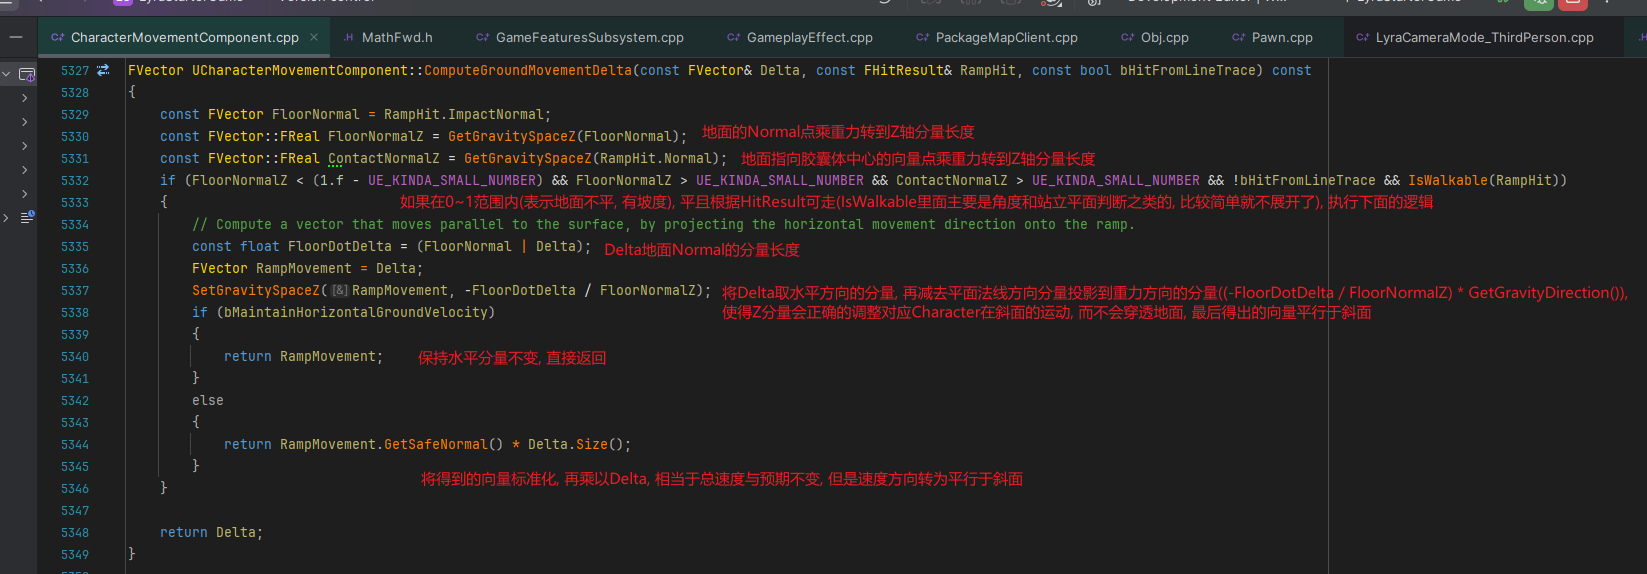 CharacterMovementComponent.cpp × MathFwd.h GameFeaturesSubsystem.cpp GameplayEffect.cpp PackageMapClient.cpp Obj.cpp Pawn.cpp LyraCameraMode_ThirdPerson.cpp
5327 FVector UCharacterMovementComponent::ComputeGroundMovementDelta(const FVector& Delta, const FHitResult& RampHit, const bool bHitFromLineTrace) const
5328 {
5329 const FVector FloorNormal = RampHit.ImpactNormal;
5330 const FVector::FReal FloorNormalZ = GetGravitySpaceZ(FloorNormal); 地面的Normal点乘重力转到Z轴分量长度
5331 const FVector::FReal ContactNormalZ = GetGravitySpaceZ(RampHit.Normal); 地面指向胶囊体中心的向量点乘重力转到Z轴分量长度
5332 if (FloorNormalZ < (1.f - UE_KINDA_SMALL_NUMBER) && FloorNormalZ > UE_KINDA_SMALL_NUMBER && ContactNormalZ > UE_KINDA_SMALL_NUMBER && !bHitFromLineTrace && IsWalkable(RampHit))
5333 { 如果在0~1范围内(表示地面不平, 有坡度), 平且根据HitResult可走(IsWalkable里面主要是角度和站立平面判断之类的, 比较简单就不展开了), 执行下面的逻辑
5334 // Compute a vector that moves parallel to the surface, by projecting the horizontal movement direction onto the ramp.
5335 const float FloorDotDelta = (FloorNormal | Delta); Delta地面Normal的分量长度
5336 FVector RampMovement = Delta;
5337 SetGravitySpaceZ([&]RampMovement, -FloorDotDelta / FloorNormalZ); 将Delta取水平方向的分量, 再减去平面法线方向分量投影到重力方向的分量((-FloorDotDelta / FloorNormalZ) * GetGravityDirection()),
5338 if (bMaintainHorizontalGroundVelocity) 使得Z分量会正确的调整对应Character在斜面的运动, 而不会穿透地面, 最后得出的向量平行于斜面
5339 {
5340 return RampMovement; 保持水平分量不变, 直接返回
5341 }
5342 else
5343 {
5344 return RampMovement.GetSafeNormal() * Delta.Size();
5345 }
将得到的向量标准化, 再乘以Delta, 相当于总速度与预期不变, 但是速度方向转为平行于斜面
5346 }
5347
5348 return Delta;
5349 }